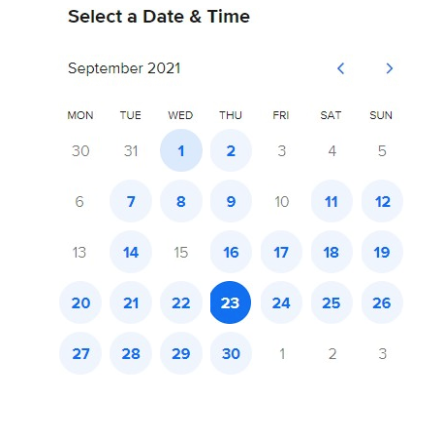 Select a Date & Time
September 2021
MON TUE WED THU FRI SAT SUN
30 31 1 2 3 4 5
6 7 8 9 10 11 12
13 14 15 16 17 18 19
20 21 22 23 24 25 26
27 28 29 30 1 2 3